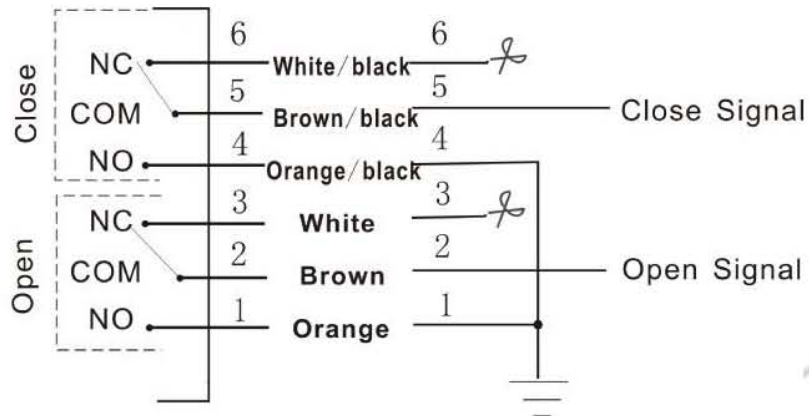 Close
NC 6 White/black 6
COM 5 Brown/black 5 Close Signal
NO 4 Orange/black 4
Open
NC 3 White 3
COM 2 Brown 2 Open Signal
NO 1 Orange 1